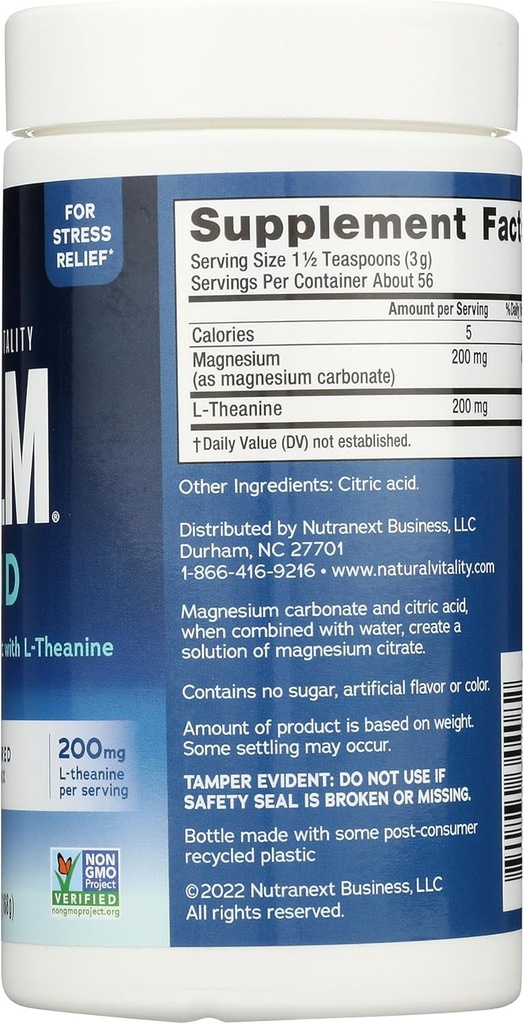 FOR
STRESS
RELIEF*
TALITY
LM®
D
with L-Theanine
RED
200mg
L-theanine
per serving
NON
GMO
Project
VERIFIED
nongmoproject.org
Supplement Fact
Serving Size 1½ Teaspoons (3g)
Servings Per Container About 56
Amount per Serving %Daily
Calories 5
Magnesium 200 mg
(as magnesium carbonate)
L-Theanine 200 mg
†Daily Value (DV) not established.
Other Ingredients: Citric acid.
Distributed by Nutranext Business, LLC
Durham, NC 27701
1-866-416-9216 • www.naturalvitality.com
Magnesium carbonate and citric acid,
when combined with water, create a
solution of magnesium citrate.
Contains no sugar, artificial flavor or color.
Amount of product is based on weight.
Some settling may occur.
TAMPER EVIDENT: DO NOT USE IF
SAFETY SEAL IS BROKEN OR MISSING.
Bottle made with some post-consumer
recycled plastic
©2022 Nutranext Business, LLC
All rights reserved.